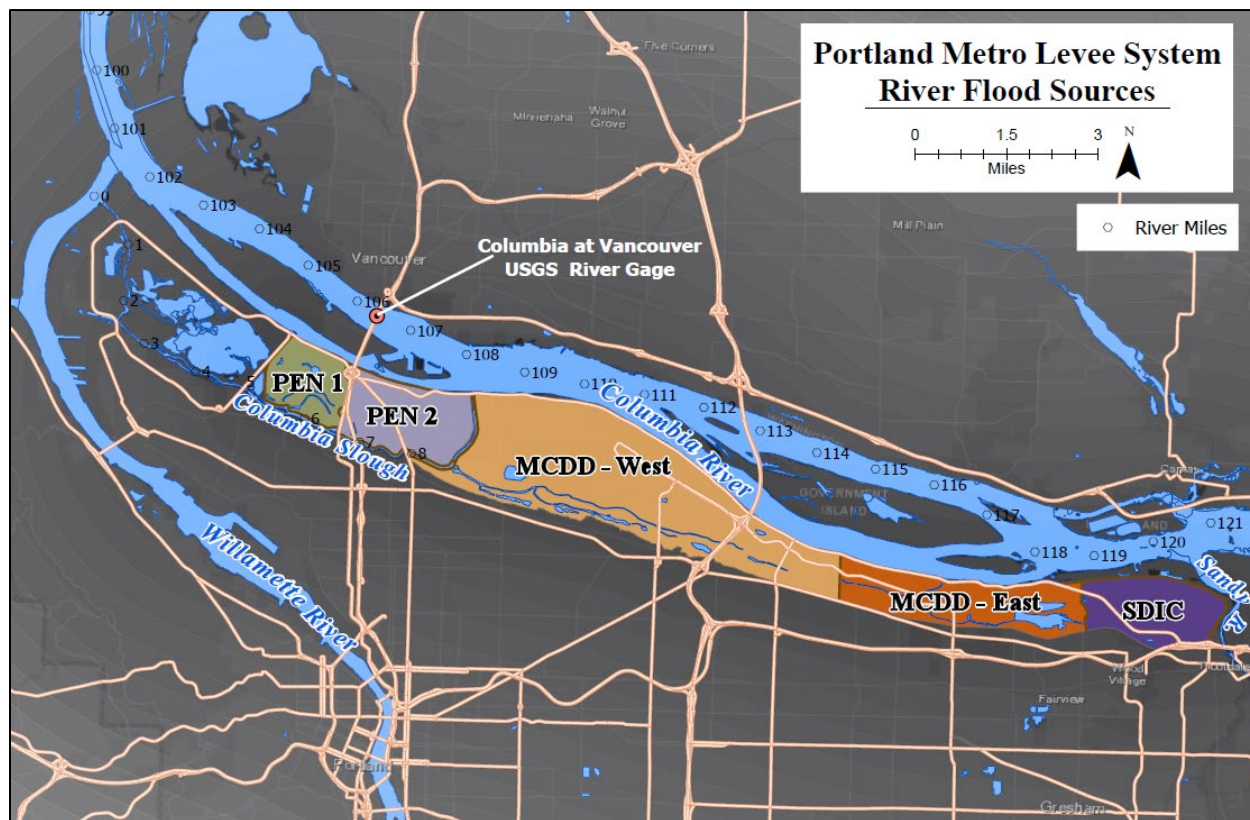 Portland Metro Levee System
River Flood Sources
0 1.5 3
Miles
N
River Miles
Five Corners
Minnehaha
Walnut
Grove
Mill Plain
Vancouver
Columbia at Vancouver
USGS River Gage
100
101
102
103
104
105
106
107
108
109
110
111
112
113
114
115
116
117
118
119
120
121
0
1
2
3
4
5
6
7
8
PEN 1
PEN 2
MCDD - West
MCDD - East
SDIC
Columbia River
Columbia Slough
Willamette River
Sandy
R.
WASHINGTON
GOVERNMENT
ISLAND
Camas
Wood
Village
Fairview
Gresham
Portland